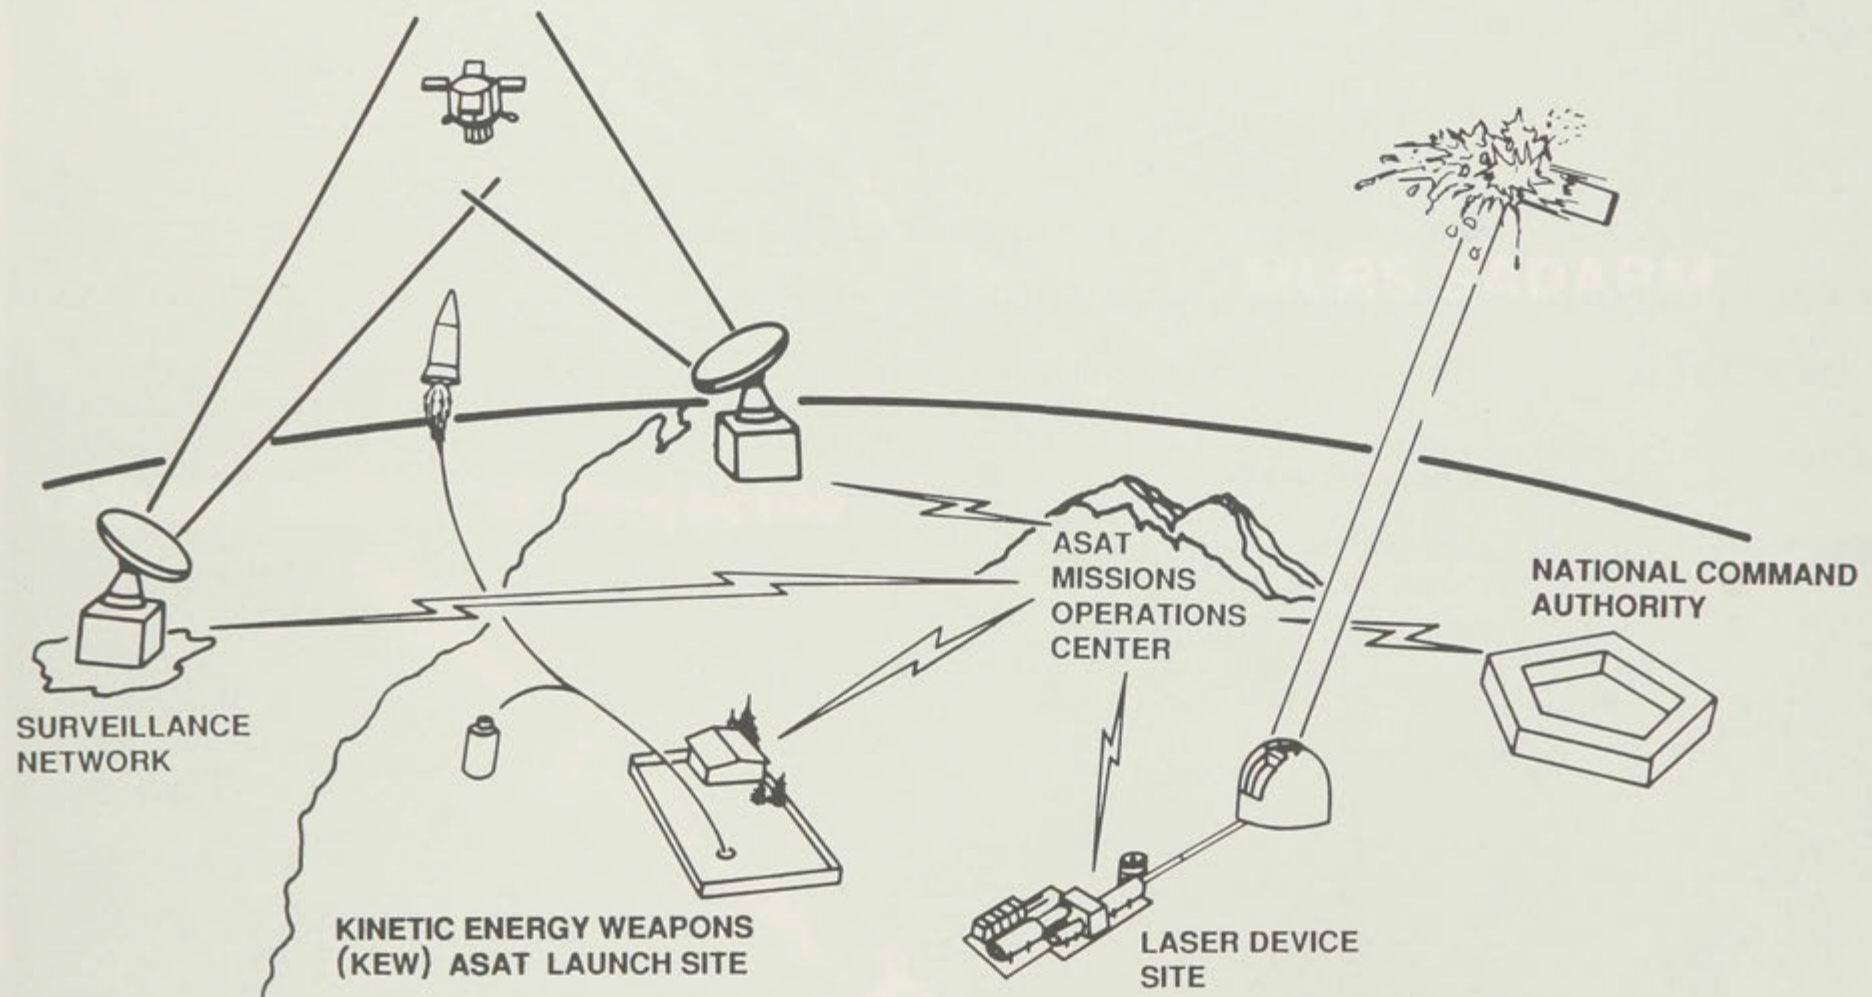 ASAT
MISSIONS
OPERATIONS
CENTER
NATIONAL COMMAND
AUTHORITY
SURVEILLANCE
NETWORK
KINETIC ENERGY WEAPONS
(KEW) ASAT LAUNCH SITE
LASER DEVICE
SITE